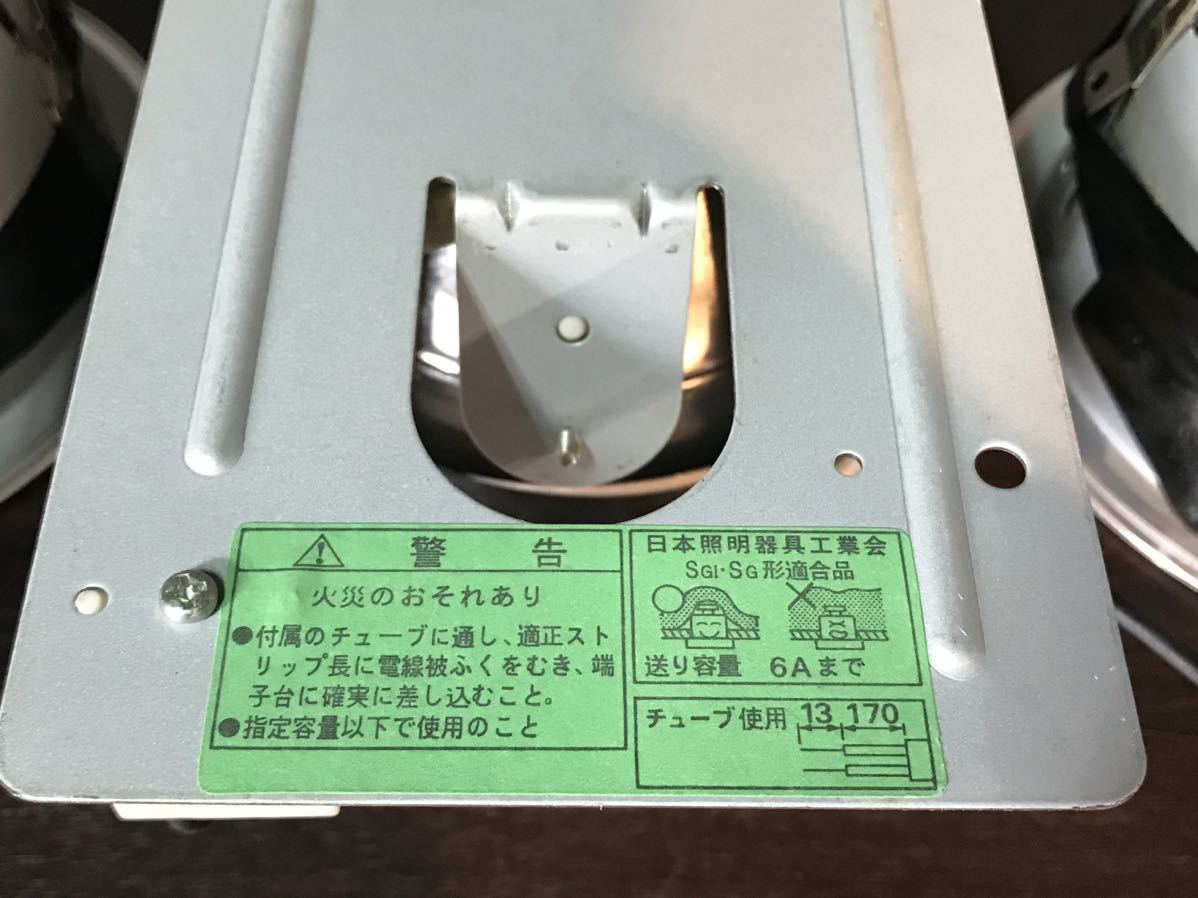 警告
火災のおそれあり
●付属のチューブに通し、適正スト
リップ長に電線被ふくをむき、端
子台に確実に差し込むこと。
●指定容量以下で使用のこと
日本照明器具工業会
SGI・SG形適合品
送り容量 6Aまで
チューブ使用 13 170